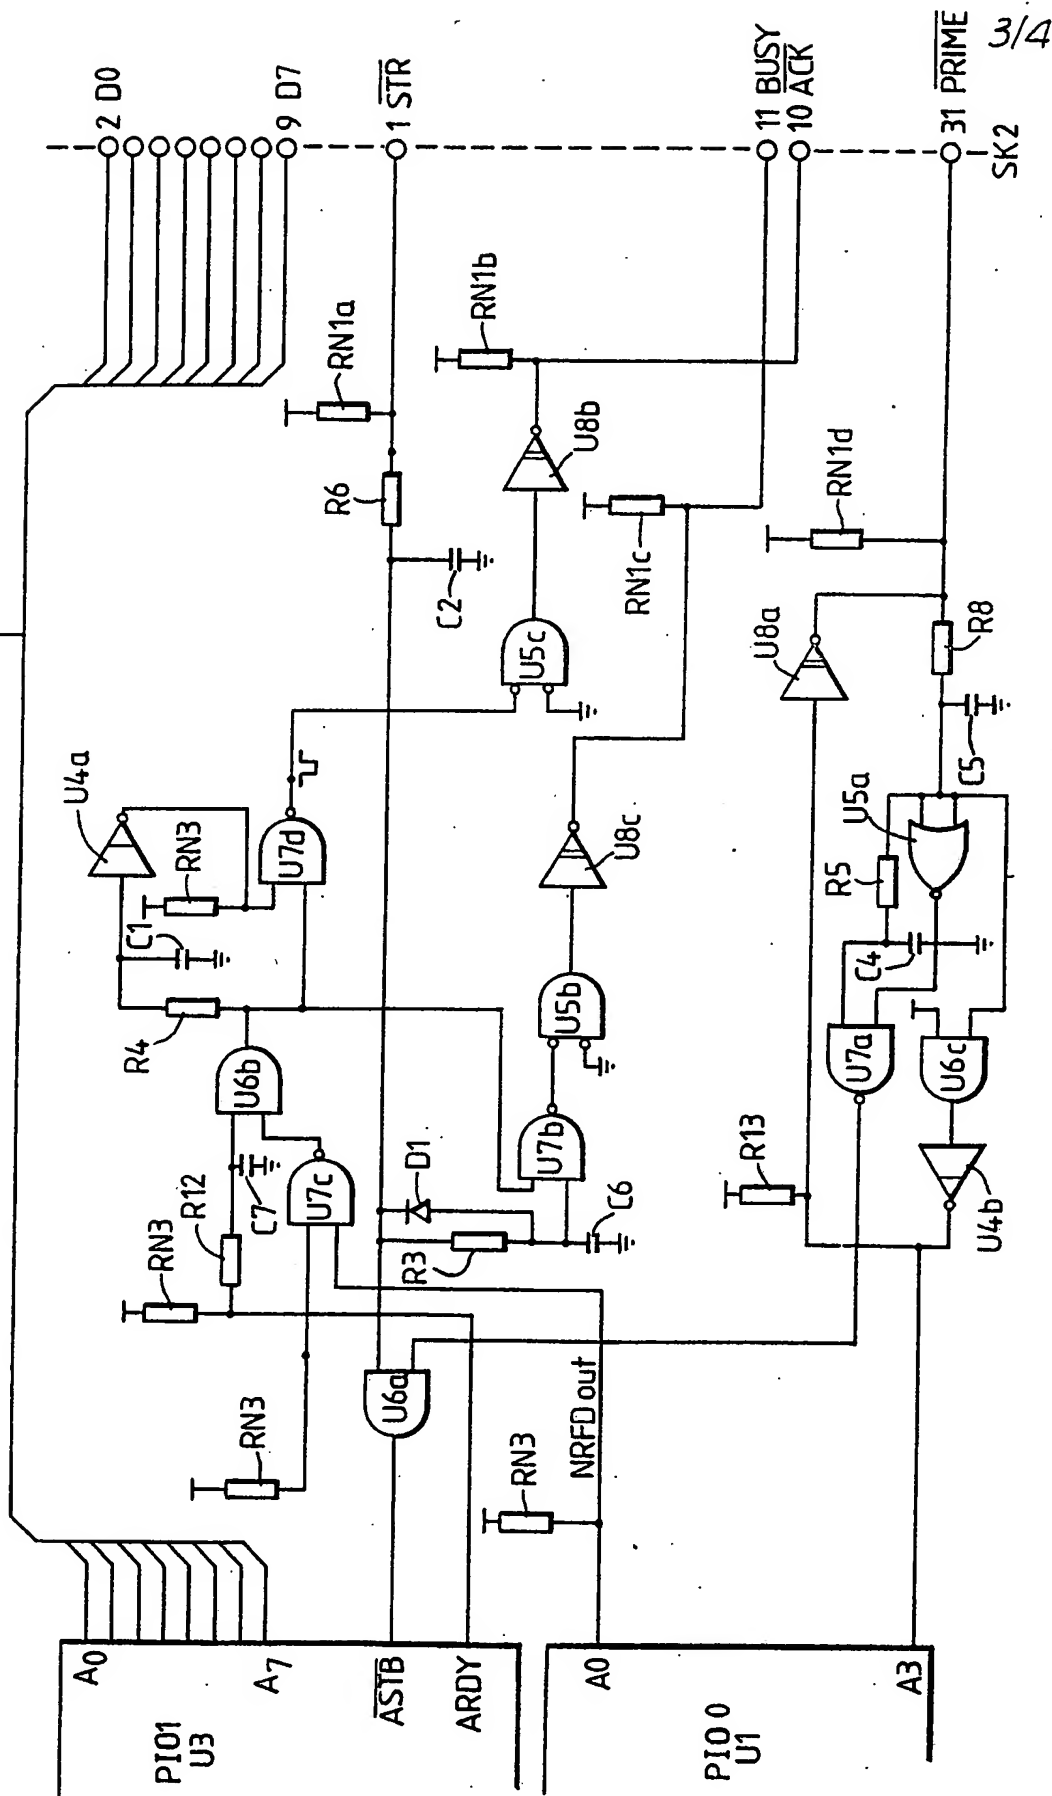 3/4
2 D0
9 D7
1 STR
11 BUSY
10 ACK
31 PRIME
SK2
RN1a
RN1b
R6
U8b
C2
RN1c
RN1d
U4a
U5c
U8a
R8
RN3
U7d
C1
U8c
C5
U5a
R5
R4
U6b
U5b
C4
U7a
U6c
R12
C7
U7c
D1
U7b
R13
RN3
R3
C6
U4b
RN3
U6a
RN3
NRFD out
A0
A7
ASTB
ARDY
PIO1
U3
A0
A3
PIO 0
U1